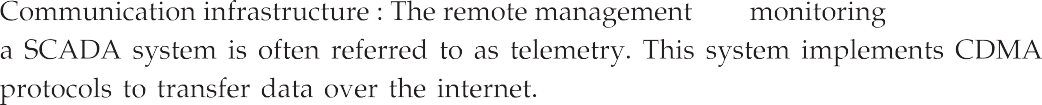 Communication infrastructure : The remote management monitoring
a SCADA system is often referred to as telemetry. This system implements CDMA
protocols to transfer data over the internet.